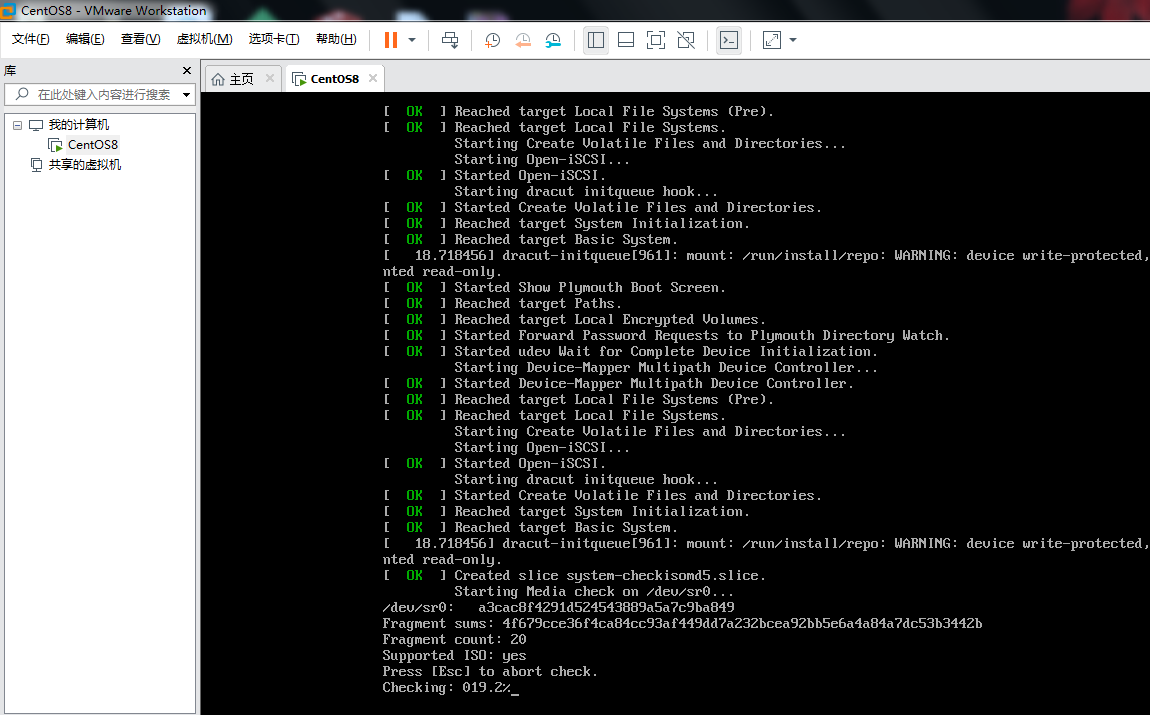 CentOS8 - VMware Workstation
文件(F) 编辑(E) 查看(V) 虚拟机(M) 选项卡(T) 帮助(H)
库
在此处键入内容进行搜索
我的计算机
CentOS8
共享的虚拟机
主页 CentOS8
[  OK  ] Reached target Local File Systems (Pre).
[  OK  ] Reached target Local File Systems.
Starting Create Volatile Files and Directories...
Starting Open-iSCSI...
[  OK  ] Started Open-iSCSI.
Starting dracut initqueue hook...
[  OK  ] Started Create Volatile Files and Directories.
[  OK  ] Reached target System Initialization.
[  OK  ] Reached target Basic System.
[   18.718456] dracut-initqueue[961]: mount: /run/install/repo: WARNING: device write-protected,
nted read-only.
[  OK  ] Started Show Plymouth Boot Screen.
[  OK  ] Reached target Paths.
[  OK  ] Reached target Local Encrypted Volumes.
[  OK  ] Started Forward Password Requests to Plymouth Directory Watch.
[  OK  ] Started udev Wait for Complete Device Initialization.
Starting Device-Mapper Multipath Device Controller...
[  OK  ] Started Device-Mapper Multipath Device Controller.
[  OK  ] Reached target Local File Systems (Pre).
[  OK  ] Reached target Local File Systems.
Starting Create Volatile Files and Directories...
Starting Open-iSCSI...
[  OK  ] Started Open-iSCSI.
Starting dracut initqueue hook...
[  OK  ] Started Create Volatile Files and Directories.
[  OK  ] Reached target System Initialization.
[  OK  ] Reached target Basic System.
[   18.718456] dracut-initqueue[961]: mount: /run/install/repo: WARNING: device write-protected,
nted read-only.
[  OK  ] Created slice system-checkisomd5.slice.
Starting Media check on /dev/sr0...
/dev/sr0:   a3cac8f4291d524543889a5a7c9ba849
Fragment sums: 4f679cce36f4ca84cc93af449dd7a232bcea92bb5e6a4a84a7dc53b3442b
Fragment count: 20
Supported ISO: yes
Press [Esc] to abort check.
Checking: 019.2%_